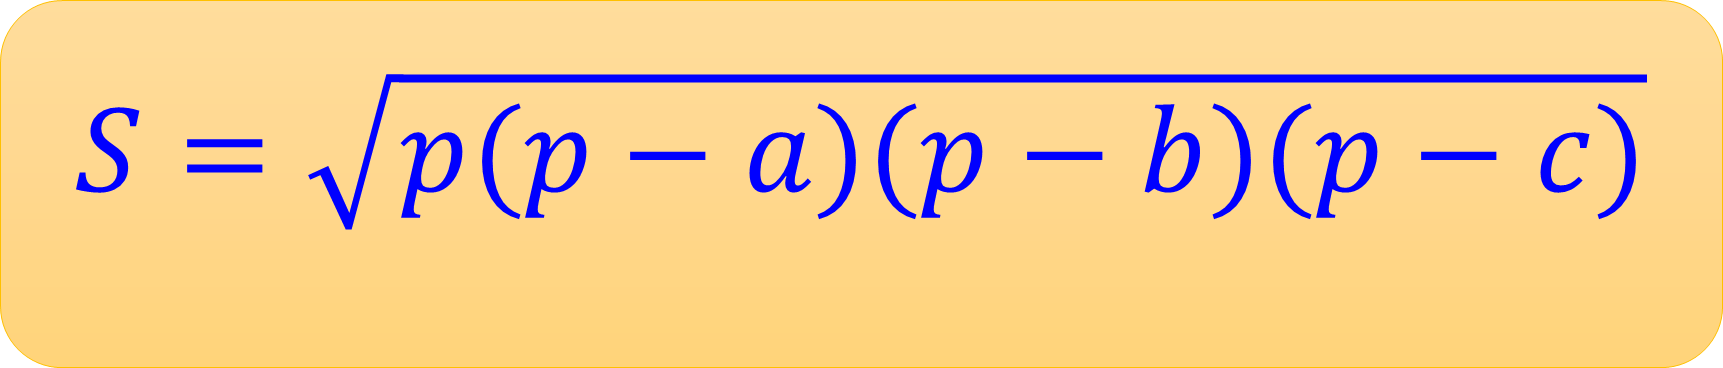 S = √p(p − a)(p − b)(p − c)